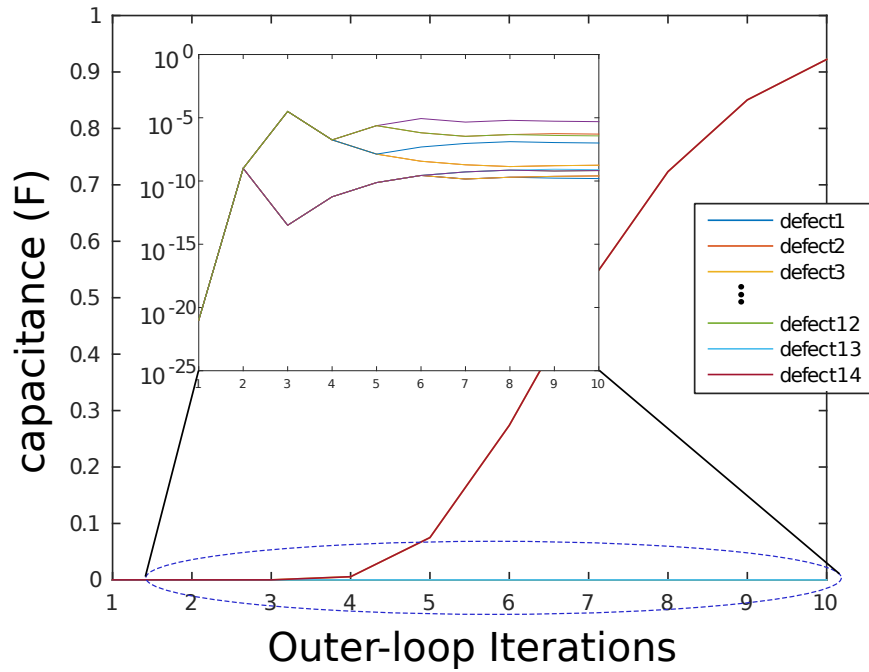 capacitance (F)
1
0.9
0.8
0.7
0.6
0.5
0.4
0.3
0.2
0.1
0
1 2 3 4 5 6 7 8 9 10
Outer-loop Iterations
10^0
10^-5
10^-10
10^-15
10^-20
10^-25
1 2 3 4 5 6 7 8 9 10
defect1
defect2
defect3
defect12
defect13
defect14